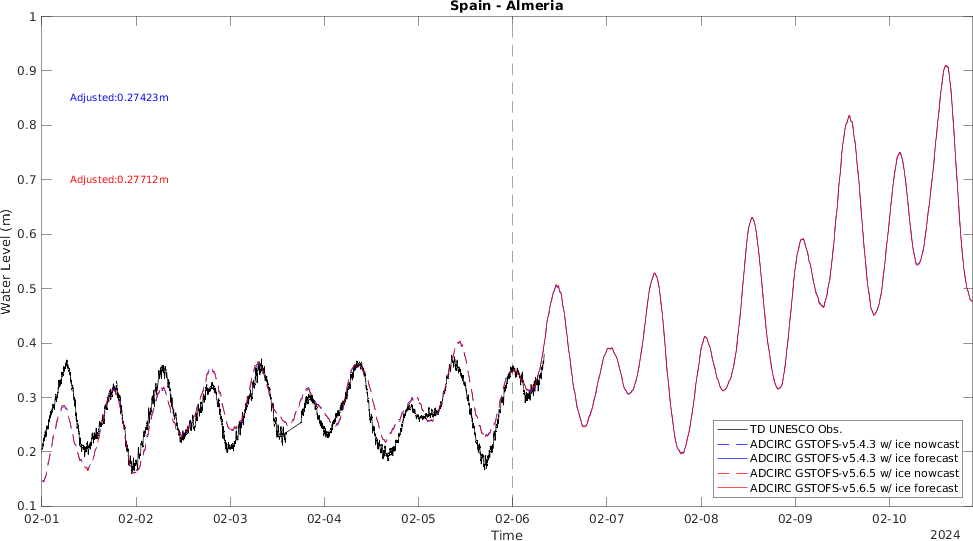 Spain - Almeria
1
0.9
0.8
0.7
0.6
0.5
0.4
0.3
0.2
0.1
Water Level (m)
Adjusted:0.27423m
Adjusted:0.27712m
TD UNESCO Obs.
ADCIRC GSTOFS-v5.4.3 w/ ice nowcast
ADCIRC GSTOFS-v5.4.3 w/ ice forecast
ADCIRC GSTOFS-v5.6.5 w/ ice nowcast
ADCIRC GSTOFS-v5.6.5 w/ ice forecast
02-01 02-02 02-03 02-04 02-05 02-06 02-07 02-08 02-09 02-10
Time
2024